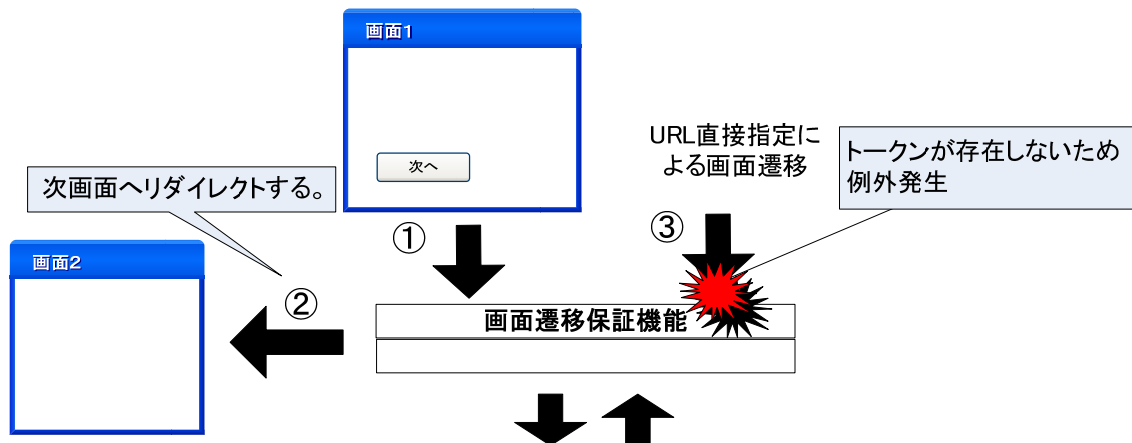 画面1
次へ
URL直接指定に
よる画面遷移
トークンが存在しないため
例外発生
次画面へリダイレクトする。
①
③
画面2
②
画面遷移保証機能